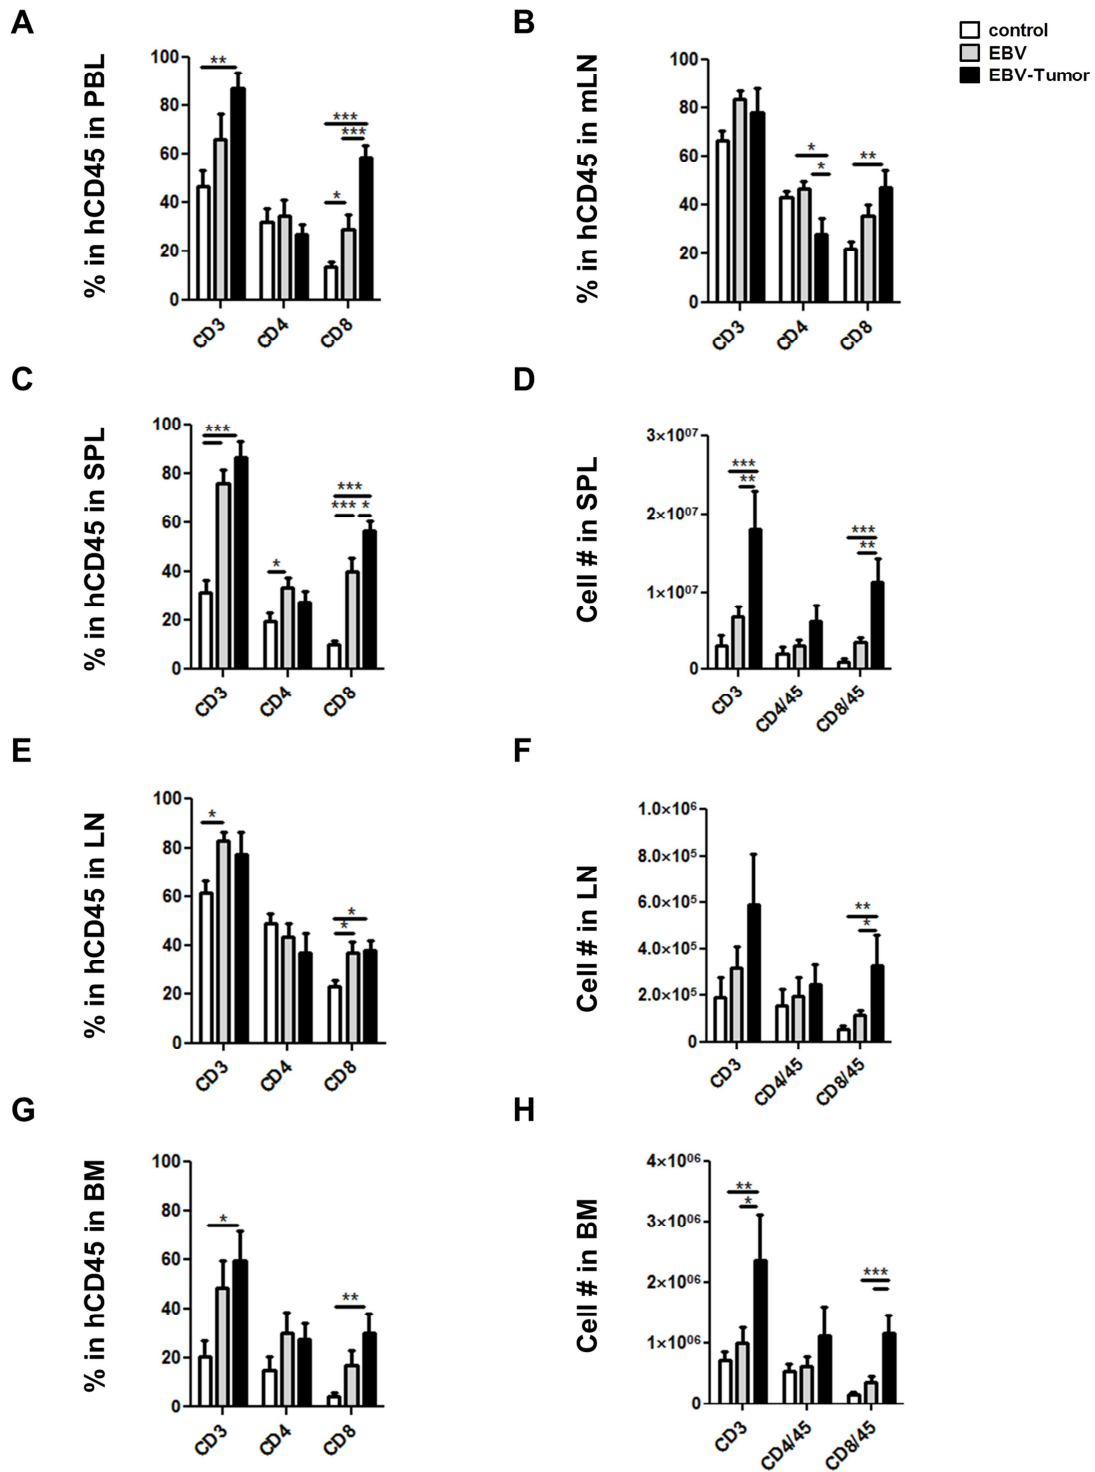 A
% in hCD45 in PBL
100
80
60
40
20
0
**
***
***
*
CD3
CD4
CD8
B
% in hCD45 in mLN
100
80
60
40
20
0
*
*
**
CD3
CD4
CD8
control
EBV
EBV-Tumor
C
% in hCD45 in SPL
100
80
60
40
20
0
***
*
***
*** *
CD3
CD4
CD8
D
Cell # in SPL
3×10⁰⁷
2×10⁰⁷
1×10⁰⁷
0
***
**
***
**
CD3
CD4/45
CD8/45
E
% in hCD45 in LN
100
80
60
40
20
0
*
*
*
CD3
CD4
CD8
F
Cell # in LN
1.0×10⁶
8.0×10⁵
6.0×10⁵
4.0×10⁵
2.0×10⁵
0
**
*
CD3
CD4/45
CD8/45
G
% in hCD45 in BM
100
80
60
40
20
0
*
**
CD3
CD4
CD8
H
Cell # in BM
4×10⁰⁶
3×10⁰⁶
2×10⁰⁶
1×10⁰⁶
0
**
*
***
CD3
CD4/45
CD8/45